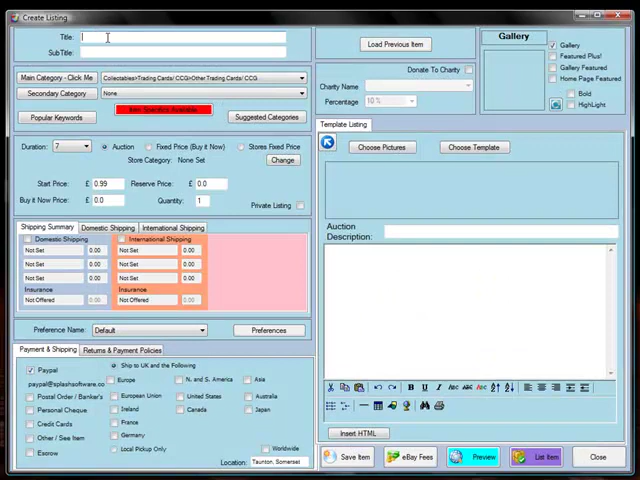 Create Listing
Title:
SubTitle:
Load Previous Item
Gallery
Gallery
Featured Plus!
Gallery Featured
Home Page Featured
Bold
HighLight
Main Category - Click Me
Collectables>Trading Cards/ CCG>Other Trading Cards/ CCG
Secondary Category
None
Popular Keywords
Item Specifics Available
Suggested Categories
Donate To Charity
Charity Name:
Percentage
10 %
Template Listing
Duration:
7
Auction
Fixed Price (Buy it Now)
Stores Fixed Price
Store Category:
None Set
Change
Choose Pictures
Choose Template
Start Price:
£
0.99
Reserve Price:
£
0.0
Buy it Now Price:
£
0.0
Quantity:
1
Private Listing
Shipping Summary
Domestic Shipping
International Shipping
Domestic Shipping
International Shipping
Not Set
0.00
Not Set
0.00
Not Set
0.00
Not Set
0.00
Not Set
0.00
Not Set
0.00
Insurance
Insurance
Not Offered
0.00
Not Offered
0.00
Auction
Description:
Preference Name:
Default
Preferences
Payment & Shipping
Returns & Payment Policies
Paypal
paypal@splashsoftware.co
Postal Order / Banker's
Personal Cheque
Credit Cards
Other / See Item
Escrow
Ship to UK and the Following
Europe
N. and S. America
Asia
European Union
United States
Australia
Ireland
Canada
Japan
France
Germany
Local Pickup Only
Worldwide
Location:
Taunton, Somerset
B I U ABC
Insert HTML
Save Item
eBay Fees
Preview
List Item
Close